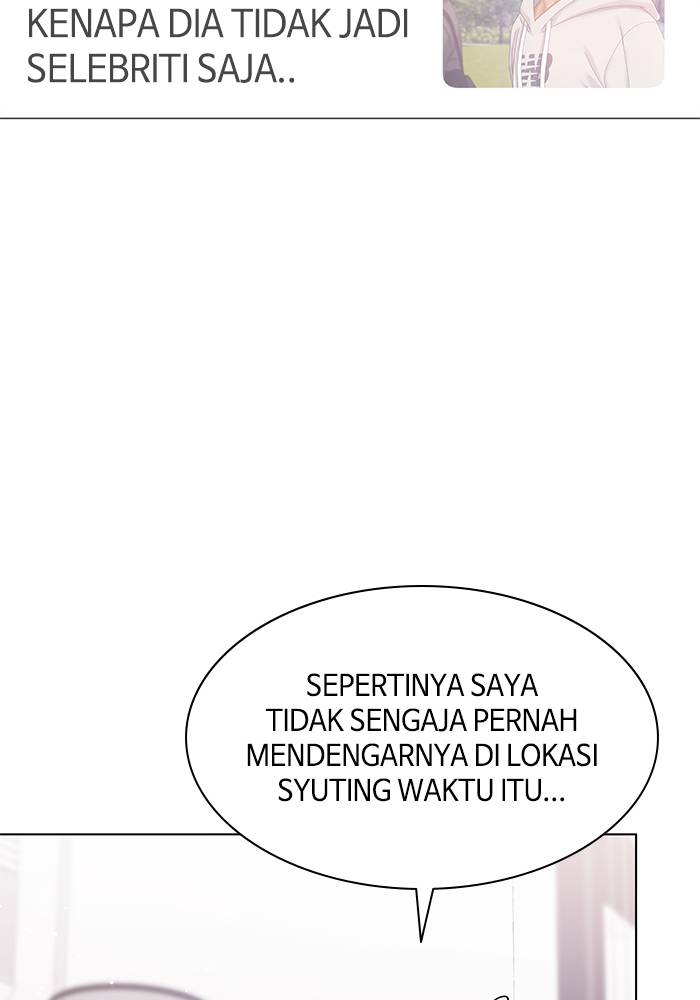 KENAPA DIA TIDAK JADI
SELEBRITI SAJA..
SEPERTINYA SAYA
TIDAK SENGAJA PERNAH
MENDENGARNYA DI LOKASI
SYUTING WAKTU ITU...